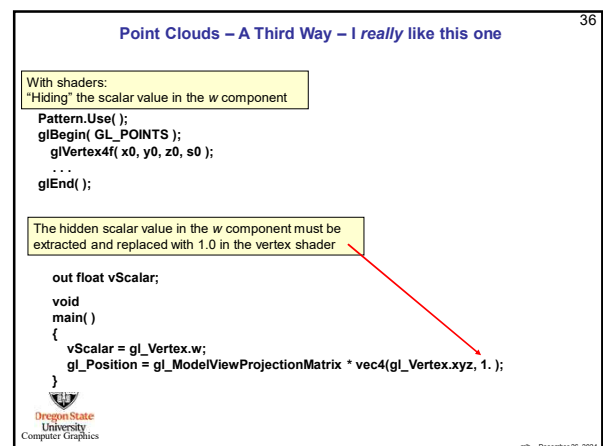 36
Point Clouds – A Third Way – I really like this one
With shaders:
“Hiding” the scalar value in the w component
Pattern.Use( );
glBegin( GL_POINTS );
glVertex4f( x0, y0, z0, s0 );
. . .
glEnd( );
The hidden scalar value in the w component must be
extracted and replaced with 1.0 in the vertex shader
out float vScalar;
void
main( )
{
vScalar = gl_Vertex.w;
gl_Position = gl_ModelViewProjectionMatrix * vec4(gl_Vertex.xyz, 1. );
}
Oregon State
University
Computer Graphics